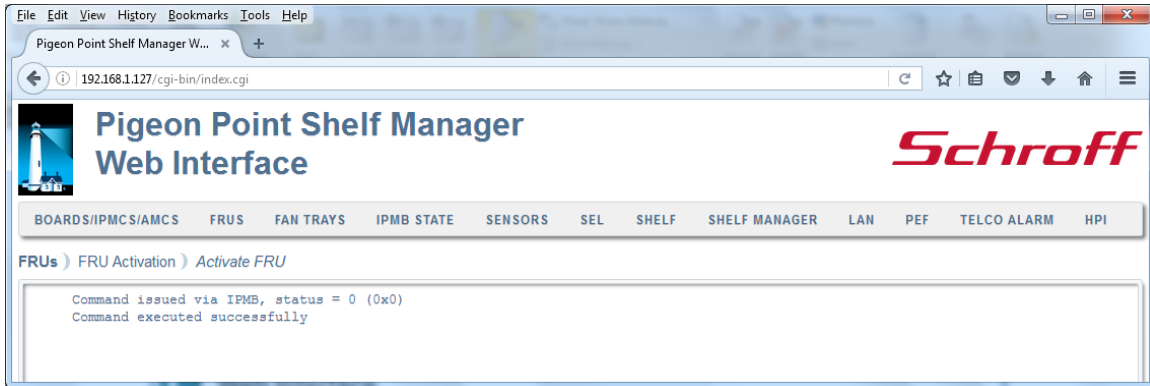 File Edit View History Bookmarks Tools Help
Pigeon Point Shelf Manager W... × +
192.168.1.127/cgi-bin/index.cgi
Pigeon Point Shelf Manager
Web Interface
Schroff
BOARDS/IPMCS/AMCS FRUS FAN TRAYS IPMB STATE SENSORS SEL SHELF SHELF MANAGER LAN PEF TELCO ALARM HPI
FRUs ) FRU Activation ) Activate FRU
Command issued via IPMB, status = 0 (0x0)
Command executed successfully